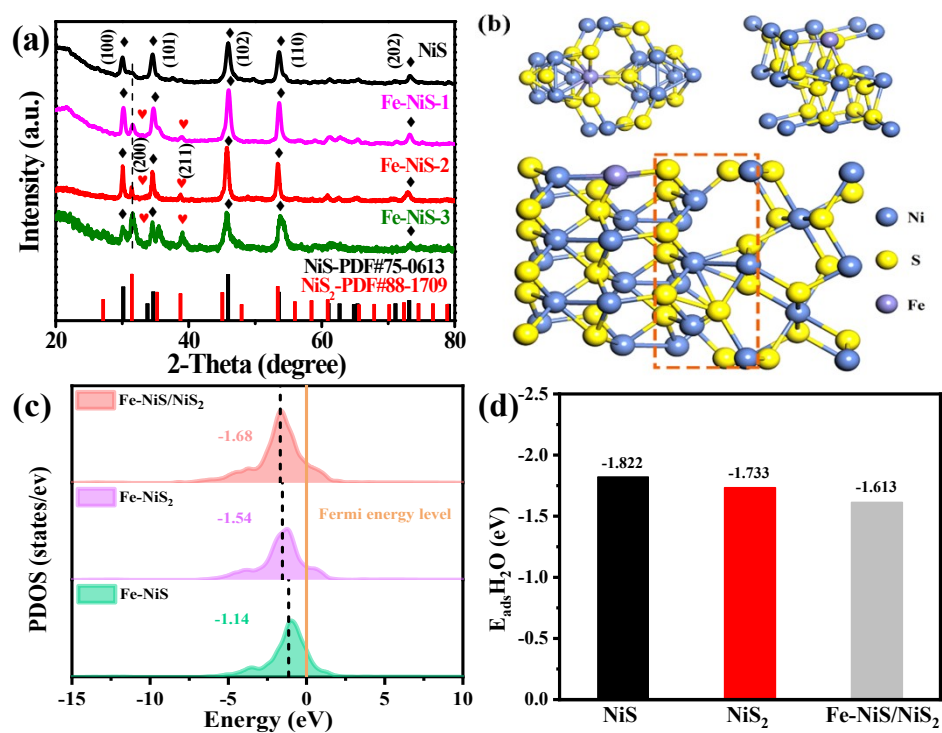 (a)
(100)
(101)
(102)
(110)
(202)
NiS
Fe-NiS-1
(200)
(211)
Fe-NiS-2
Fe-NiS-3
NiS-PDF#75-0613
NiS₂-PDF#88-1709
Intensity (a.u.)
20 30 40 50 60 70 80
2-Theta (degree)
(b)
Ni
S
Fe
(c)
Fe-NiS/NiS₂
-1.68
Fe-NiS₂
-1.54
Fermi energy level
Fe-NiS
-1.14
PDOS (states/ev)
-15 -10 -5 0 5 10
Energy (eV)
(d)
-2.5
-2.0
-1.5
-1.0
-0.5
0.0
EadsH₂O (eV)
-1.822
-1.733
-1.613
NiS NiS₂ Fe-NiS/NiS₂